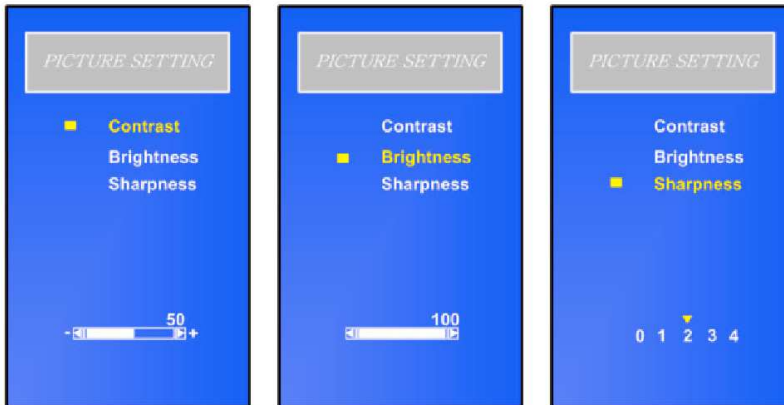 PICTURE SETTING
Contrast
Brightness
Sharpness
50
- +
PICTURE SETTING
Contrast
Brightness
Sharpness
100
PICTURE SETTING
Contrast
Brightness
Sharpness
0 1 2 3 4